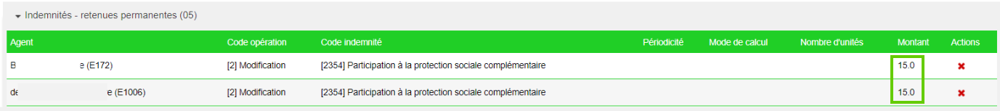 Indemnités - retenues permanentes (05)
Agent Code opération Code indemnité Périodicité Mode de calcul Nombre d'unités Montant Actions
B e (E172) [2] Modification [2354] Participation à la protection sociale complémentaire 15.0
de e (E1006) [2] Modification [2354] Participation à la protection sociale complémentaire 15.0